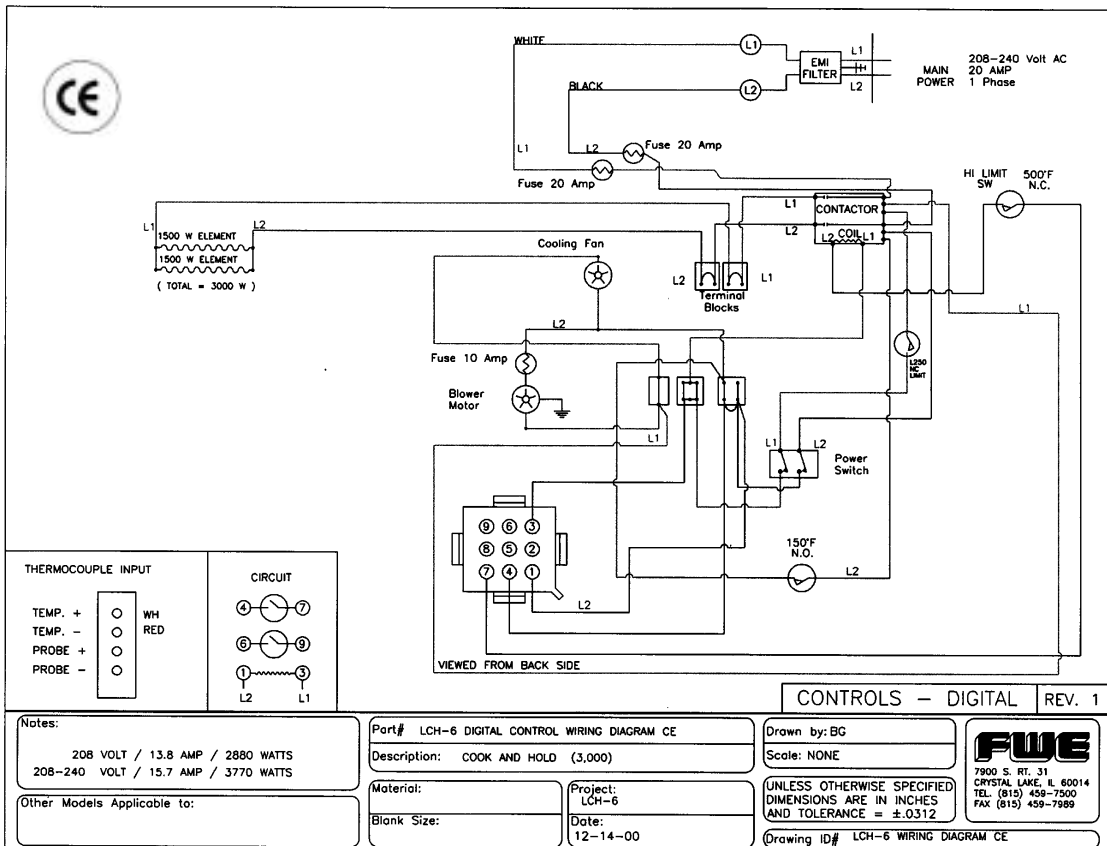 CE
WHITE
L1
EMI FILTER
L1
L2
MAIN POWER
208-240 Volt AC
20 AMP
1 Phase
BLACK
L2
L1
L2
Fuse 20 Amp
Fuse 20 Amp
HI LIMIT SW
500°F N.C.
L1
CONTACTOR
L2
COIL
L2
L1
L1
L2
1500 W ELEMENT
1500 W ELEMENT
( TOTAL = 3000 W )
Cooling Fan
L2
L1
Terminal Blocks
L1
L2
Fuse 10 Amp
Blower Motor
L250 NC LIMIT
L1
L1
L2
Power Switch
9 6 3
8 5 2
7 4 1
150°F N.O.
L2
L2
VIEWED FROM BACK SIDE
THERMOCOUPLE INPUT
TEMP. + WH
TEMP. - RED
PROBE +
PROBE -
CIRCUIT
4 7
6 9
1 3
L2 L1
CONTROLS - DIGITAL
REV. 1
Notes:
208 VOLT / 13.8 AMP / 2880 WATTS
208-240 VOLT / 15.7 AMP / 3770 WATTS
Other Models Applicable to:
Part# LCH-6 DIGITAL CONTROL WIRING DIAGRAM CE
Description: COOK AND HOLD (3,000)
Material:
Blank Size:
Project:
LCH-6
Date:
12-14-00
Drawn by: BG
Scale: NONE
UNLESS OTHERWISE SPECIFIED
DIMENSIONS ARE IN INCHES
AND TOLERANCE = ±.0312
Drawing ID# LCH-6 WIRING DIAGRAM CE
FWE
7900 S. RT. 31
CRYSTAL LAKE, IL 60014
TEL. (815) 459-7500
FAX (815) 459-7989